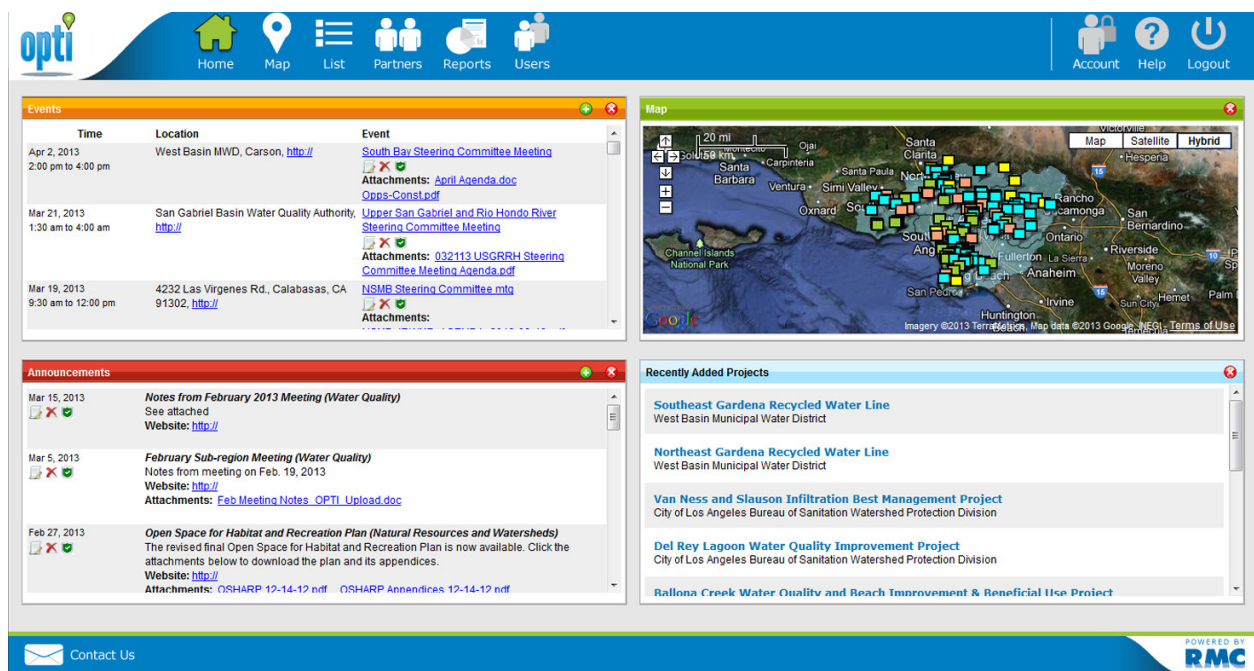 opti
Home
Map
List
Partners
Reports
Users
Account
Help
Logout
Events
Time Location Event
Apr 2, 2013 West Basin MWD, Carson, http:// South Bay Steering Committee Meeting
2:00 pm to 4:00 pm
Attachments: April Agenda.doc
Opps-Const.pdf
Mar 21, 2013 San Gabriel Basin Water Quality Authority, Upper San Gabriel and Rio Hondo River
1:30 am to 4:00 am http:// Steering Committee Meeting
Attachments: 032113 USGRRH Steering
Committee Meeting Agenda.pdf
Mar 19, 2013 4232 Las Virgenes Rd., Calabasas, CA NSMB Steering Committee mtg
9:30 am to 12:00 pm 91302, http://
Attachments:
Map
20 mi
50 km
Map Satellite Hybrid
Victorville
Ojai
Santa
Clarita
Hesperia
Montecito
Carpinteria
Santa
Barbara
Santa Paula
15
Ventura
Simi Valley
Rancho
Oxnard
San
Bernardino
South
Ontario
Channel Islands
National Park
Fullerton
La Sierra
Riverside
10
Moreno
Valley
Anaheim
San Pedro
Irvine
15
Sun City
Hemet
Palm
Huntington
Beach
Google
Imagery ©2013 TerraMetrics, Map data ©2013 Google, INEGI - Terms of Use
Announcements
Mar 15, 2013 Notes from February 2013 Meeting (Water Quality)
See attached
Website: http://
Mar 5, 2013 February Sub-region Meeting (Water Quality)
Notes from meeting on Feb. 19, 2013
Website: http://
Attachments: Feb Meeting Notes_OPTI_Upload.doc
Feb 27, 2013 Open Space for Habitat and Recreation Plan (Natural Resources and Watersheds)
The revised final Open Space for Habitat and Recreation Plan is now available. Click the
attachments below to download the plan and its appendices.
Website: http://
Attachments: OSHARP 12-14-12.pdf OSHARP Appendices 12-14-12.pdf
Recently Added Projects
Southeast Gardena Recycled Water Line
West Basin Municipal Water District
Northeast Gardena Recycled Water Line
West Basin Municipal Water District
Van Ness and Slauson Infiltration Best Management Project
City of Los Angeles Bureau of Sanitation Watershed Protection Division
Del Rey Lagoon Water Quality Improvement Project
City of Los Angeles Bureau of Sanitation Watershed Protection Division
Ballona Creek Water Quality and Beach Improvement & Beneficial Use Project
Contact Us
POWERED BY
RMC